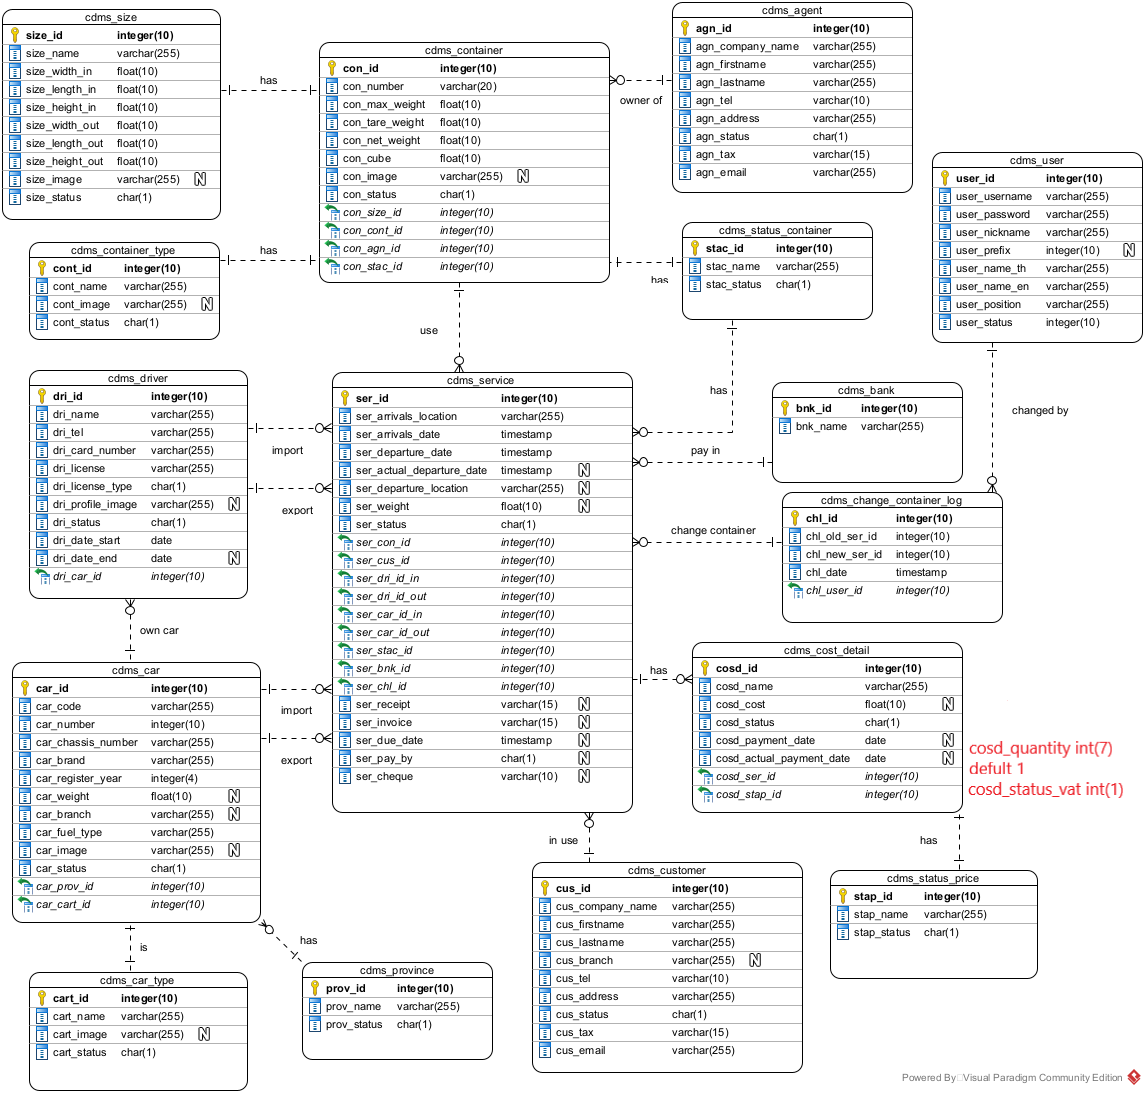 cdms_size
size_id integer(10)
size_name varchar(255)
size_width_in float(10)
size_length_in float(10)
size_height_in float(10)
size_width_out float(10)
size_length_out float(10)
size_height_out float(10)
size_image varchar(255) N
size_status char(1)
has
cdms_container
con_id integer(10)
con_number varchar(20)
con_max_weight float(10)
con_tare_weight float(10)
con_net_weight float(10)
con_cube float(10)
con_image varchar(255) N
con_status char(1)
con_size_id integer(10)
con_cont_id integer(10)
con_agn_id integer(10)
con_stac_id integer(10)
owner of
cdms_agent
agn_id integer(10)
agn_company_name varchar(255)
agn_firstname varchar(255)
agn_lastname varchar(255)
agn_tel varchar(10)
agn_address varchar(255)
agn_status char(1)
agn_tax varchar(15)
agn_email varchar(255)
cdms_user
user_id integer(10)
user_username varchar(255)
user_password varchar(255)
user_nickname varchar(255)
user_prefix integer(10) N
user_name_th varchar(255)
user_name_en varchar(255)
user_position varchar(255)
user_status integer(10)
cdms_container_type
cont_id integer(10)
cont_name varchar(255)
cont_image varchar(255) N
cont_status char(1)
has
has
cdms_status_container
stac_id integer(10)
stac_name varchar(255)
stac_status char(1)
use
has
changed by
cdms_driver
dri_id integer(10)
dri_name varchar(255)
dri_tel varchar(255)
dri_card_number varchar(255)
dri_license varchar(255)
dri_license_type char(1)
dri_profile_image varchar(255) N
dri_status char(1)
dri_date_start date
dri_date_end date N
dri_car_id integer(10)
import
export
cdms_service
ser_id integer(10)
ser_arrivals_location varchar(255)
ser_arrivals_date timestamp
ser_departure_date timestamp
ser_actual_departure_date timestamp N
ser_departure_location varchar(255) N
ser_weight float(10) N
ser_status char(1)
ser_con_id integer(10)
ser_cus_id integer(10)
ser_dri_id_in integer(10)
ser_dri_id_out integer(10)
ser_car_id_in integer(10)
ser_car_id_out integer(10)
ser_stac_id integer(10)
ser_bnk_id integer(10)
ser_chl_id integer(10)
ser_receipt varchar(15) N
ser_invoice varchar(15) N
ser_due_date timestamp N
ser_pay_by char(1) N
ser_cheque varchar(10) N
cdms_bank
bnk_id integer(10)
bnk_name varchar(255)
pay in
cdms_change_container_log
chl_id integer(10)
chl_old_ser_id integer(10)
chl_new_ser_id integer(10)
chl_date timestamp
chl_user_id integer(10)
change container
own car
cdms_car
car_id integer(10)
car_code varchar(255)
car_number integer(10)
car_chassis_number varchar(255)
car_brand varchar(255)
car_register_year integer(4)
car_weight float(10) N
car_branch varchar(255) N
car_fuel_type varchar(255)
car_image varchar(255) N
car_status char(1)
car_prov_id integer(10)
car_cart_id integer(10)
import
export
has
cdms_cost_detail
cosd_id integer(10)
cosd_name varchar(255)
cosd_cost float(10) N
cosd_status char(1)
cosd_payment_date date N
cosd_actual_payment_date date N
cosd_ser_id integer(10)
cosd_stap_id integer(10)
cosd_quantity int(7)
defult 1
cosd_status_vat int(1)
in use
has
is
has
cdms_car_type
cart_id integer(10)
cart_name varchar(255)
cart_image varchar(255) N
cart_status char(1)
cdms_province
prov_id integer(10)
prov_name varchar(255)
prov_status char(1)
cdms_customer
cus_id integer(10)
cus_company_name varchar(255)
cus_firstname varchar(255)
cus_lastname varchar(255)
cus_branch varchar(255) N
cus_tel varchar(10)
cus_address varchar(255)
cus_status char(1)
cus_tax varchar(15)
cus_email varchar(255)
cdms_status_price
stap_id integer(10)
stap_name varchar(255)
stap_status char(1)
Powered By Visual Paradigm Community Edition